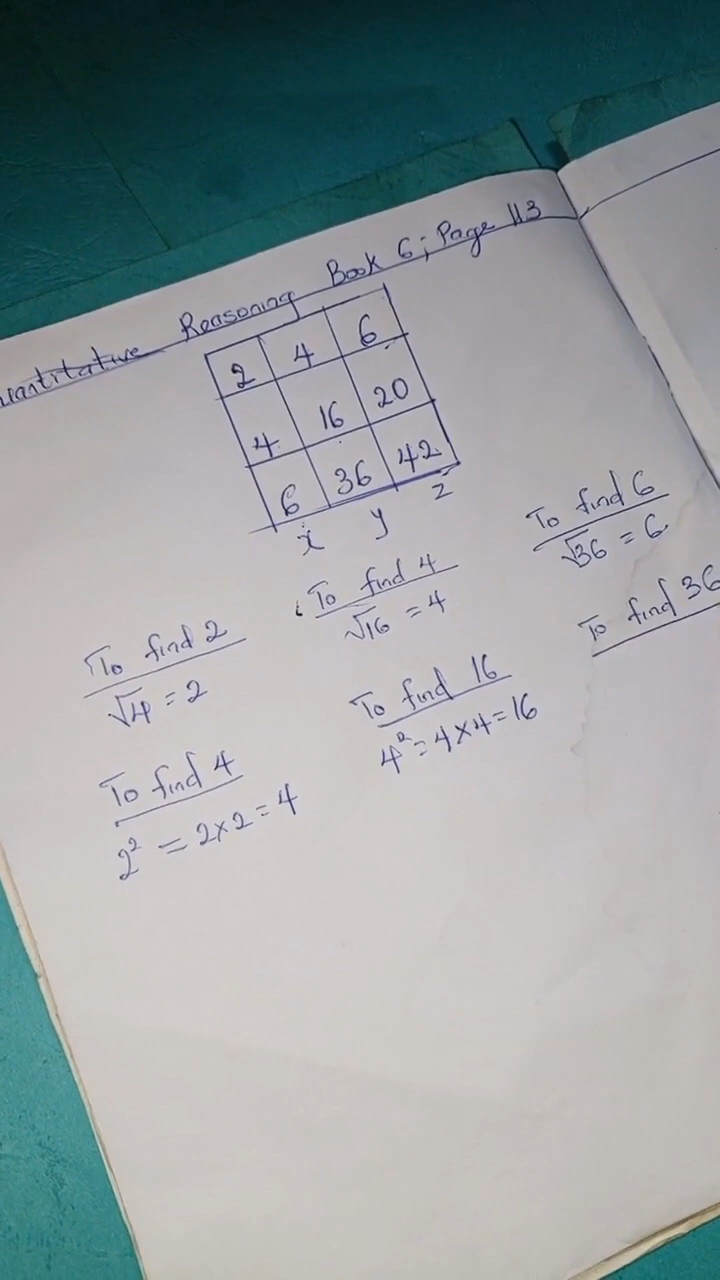 Quantitative Reasoning Book 6; Page 113
2 4 6
4 16 20
6 36 42
x y z
To find 2
√4 = 2
To find 4
√16 = 4
To find 6
√36 = 6
To find 4
2² = 2×2 = 4
To find 16
4² = 4×4 = 16
To find 36